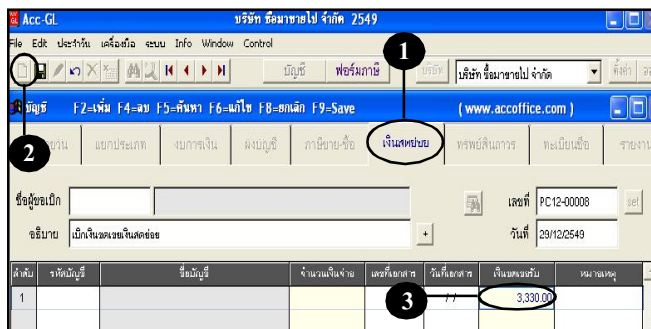 Acc-GL บริษัท ซื้อมาขายไป จำกัด 2549
File Edit ประจำวัน เครื่องมือ ระบบ Info Window Control
1
บัญชี ฟอร์มภาษี บริษัท บริษัท ซื้อมาขายไป จำกัด ตั้งค่า
บัญชี F2=เพิ่ม F4=ลบ F5=ค้นหา F6=แก้ไข F8=ยกเลิก F9=Save (www.accoffice.com)
2
แยกประเภท งบการเงิน ผังบัญชี ภาษีขาย-ซื้อ เงินสดย่อย ทรัพย์สินถาวร ทะเบียนซื้อ รายงาน
ชื่อผู้ขอเบิก เลขที่ PC12-00008 set
อธิบาย เบิกเงินชดเชยเงินสดย่อย + วันที่ 29/12/2549
ลำดับ รหัสบัญชี ชื่อบัญชี จำนวนเงินจ่าย เลขที่เอกสาร วันที่เอกสาร เงินชดเชยรับ หมายเหตุ
1 3 / / 3,330.00